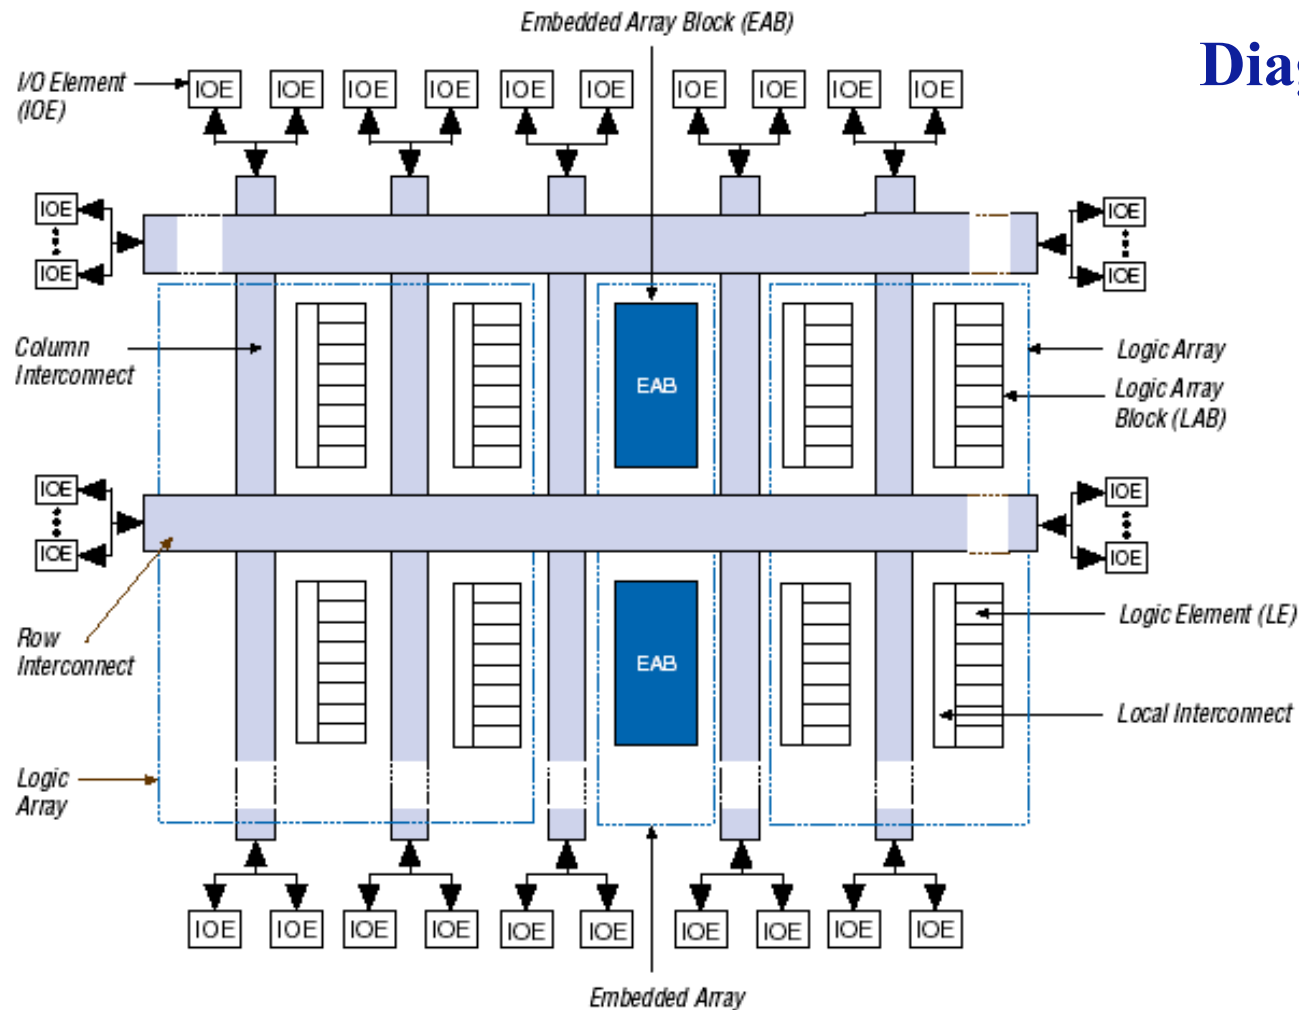 Embedded Array Block (EAB)
Diag
I/O Element
(IOE)
IOE IOE IOE IOE IOE IOE IOE IOE IOE IOE
IOE IOE
IOE IOE
Column
Interconnect
EAB
Logic Array
Logic Array
Block (LAB)
IOE IOE
IOE IOE
Row
Interconnect
EAB
Logic Element (LE)
Local Interconnect
Logic
Array
IOE IOE IOE IOE IOE IOE IOE IOE IOE IOE
Embedded Array